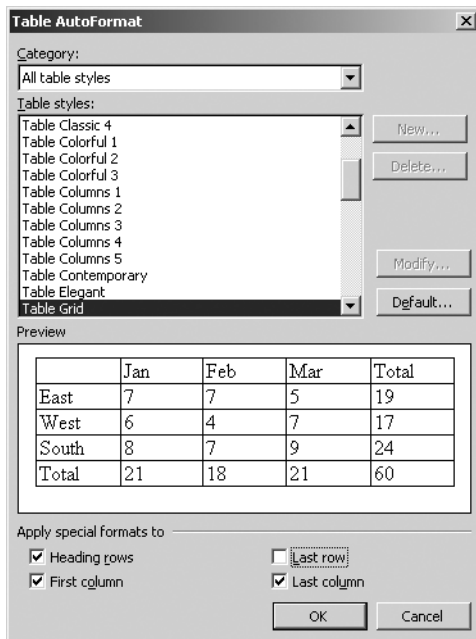 Table AutoFormat
Category:
All table styles
Table styles:
Table Classic 4
Table Colorful 1
Table Colorful 2
Table Colorful 3
Table Columns 1
Table Columns 2
Table Columns 3
Table Columns 4
Table Columns 5
Table Contemporary
Table Elegant
Table Grid
New...
Delete...
Modify...
Default...
Preview
Jan Feb Mar Total
East 7 7 5 19
West 6 4 7 17
South 8 7 9 24
Total 21 18 21 60
Apply special formats to
Heading rows Last row
First column Last column
OK Cancel